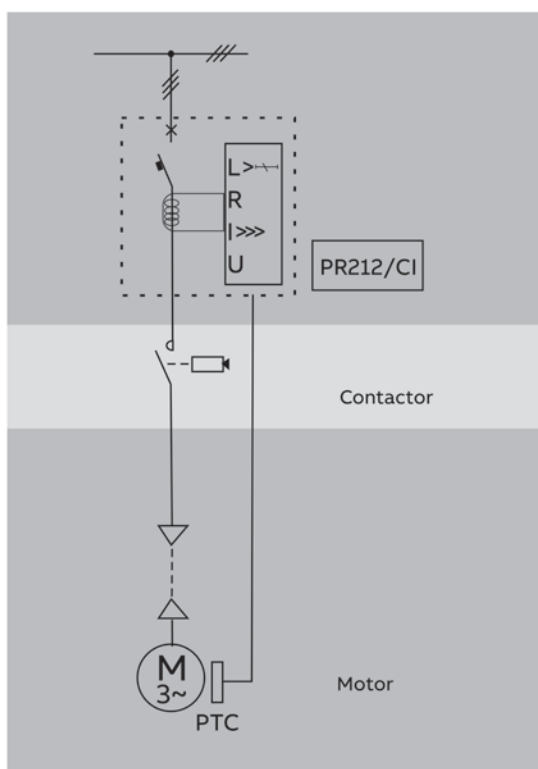 L>
R
I>>>
U
PR212/CI
Contactor
M
3~
PTC
Motor